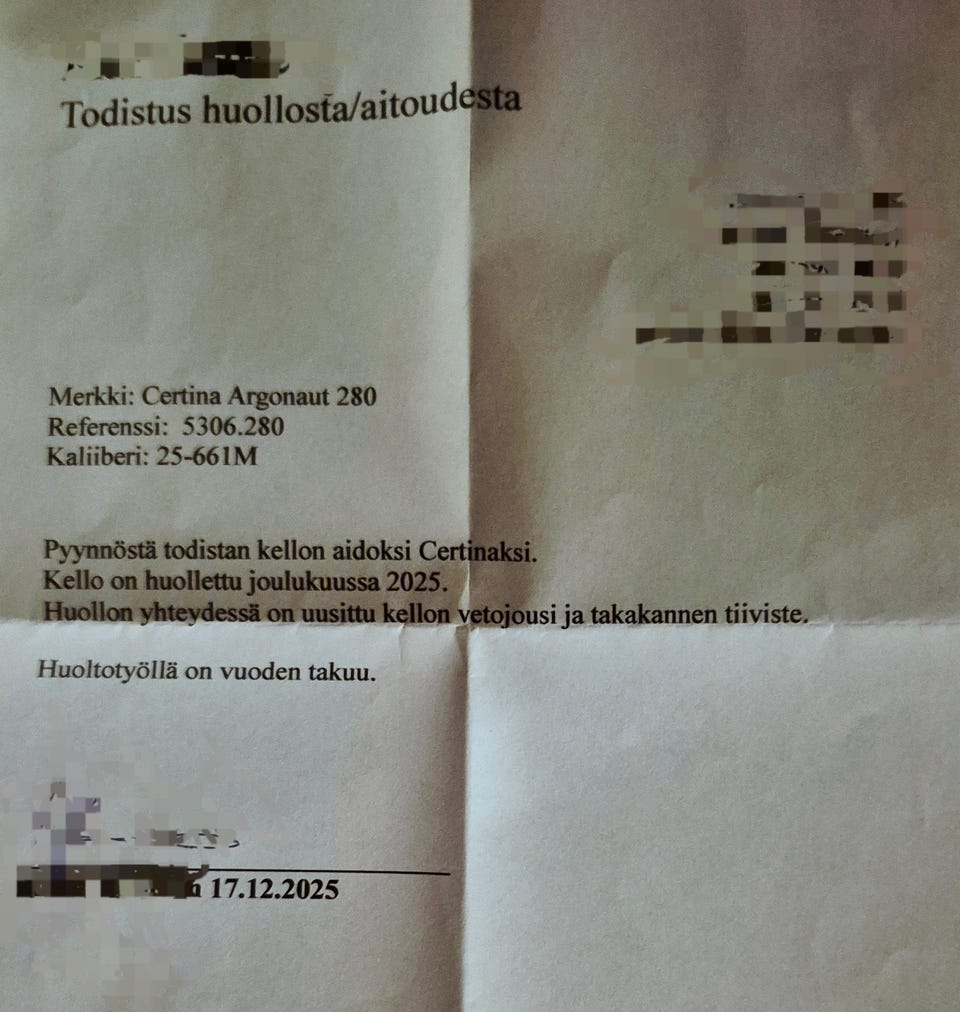 Todistus huollosta/aitoudesta
Merkki: Certina Argonaut 280
Referenssi: 5306.280
Kaliiberi: 25-661M
Pyynnöstä todistan kellon aidoksi Certinaksi.
Kello on huollettu joulukuussa 2025.
Huollon yhteydessä on uusittu kellon vetojousi ja takakannen tiiviste.
Huoltotyöllä on vuoden takuu.
17.12.2025